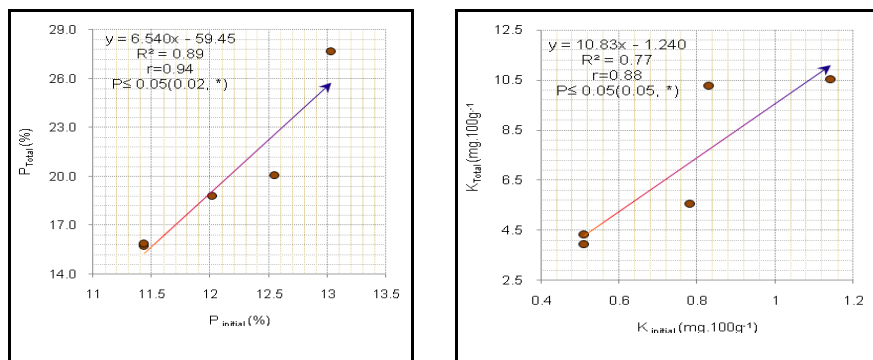 y = 6.540x - 59.45
R² = 0.89
r=0.94
P≤ 0.05(0.02, *)
29.0
26.0
23.0
20.0
17.0
14.0
P Total (%)
11
11.5
12
12.5
13
13.5
P initial (%)
y = 10.83x - 1.240
R² = 0.77
r=0.88
P≤ 0.05(0.05, *)
12.5
10.5
8.5
6.5
4.5
2.5
K Total (mg.100g-1)
0.4
0.6
0.8
1
1.2
K initial (mg.100g-1)